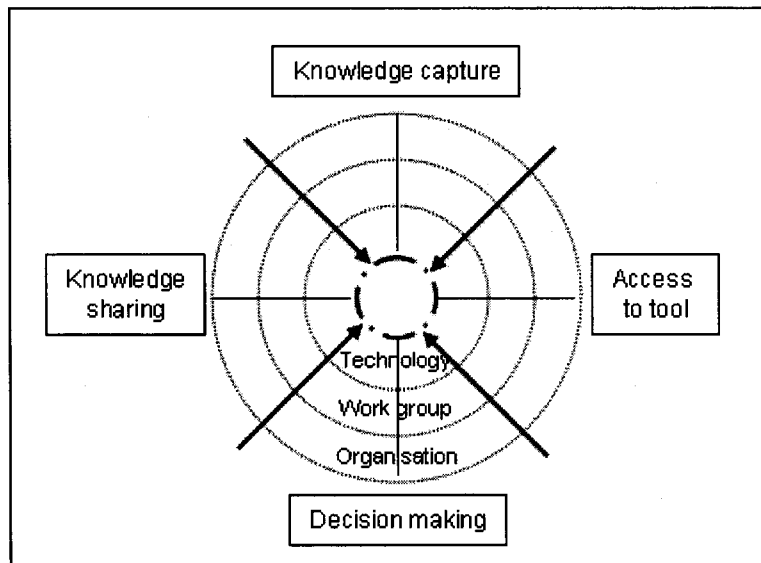 Knowledge capture
Knowledge
sharing
Access
to tool
Technology
Work group
Organisation
Decision making